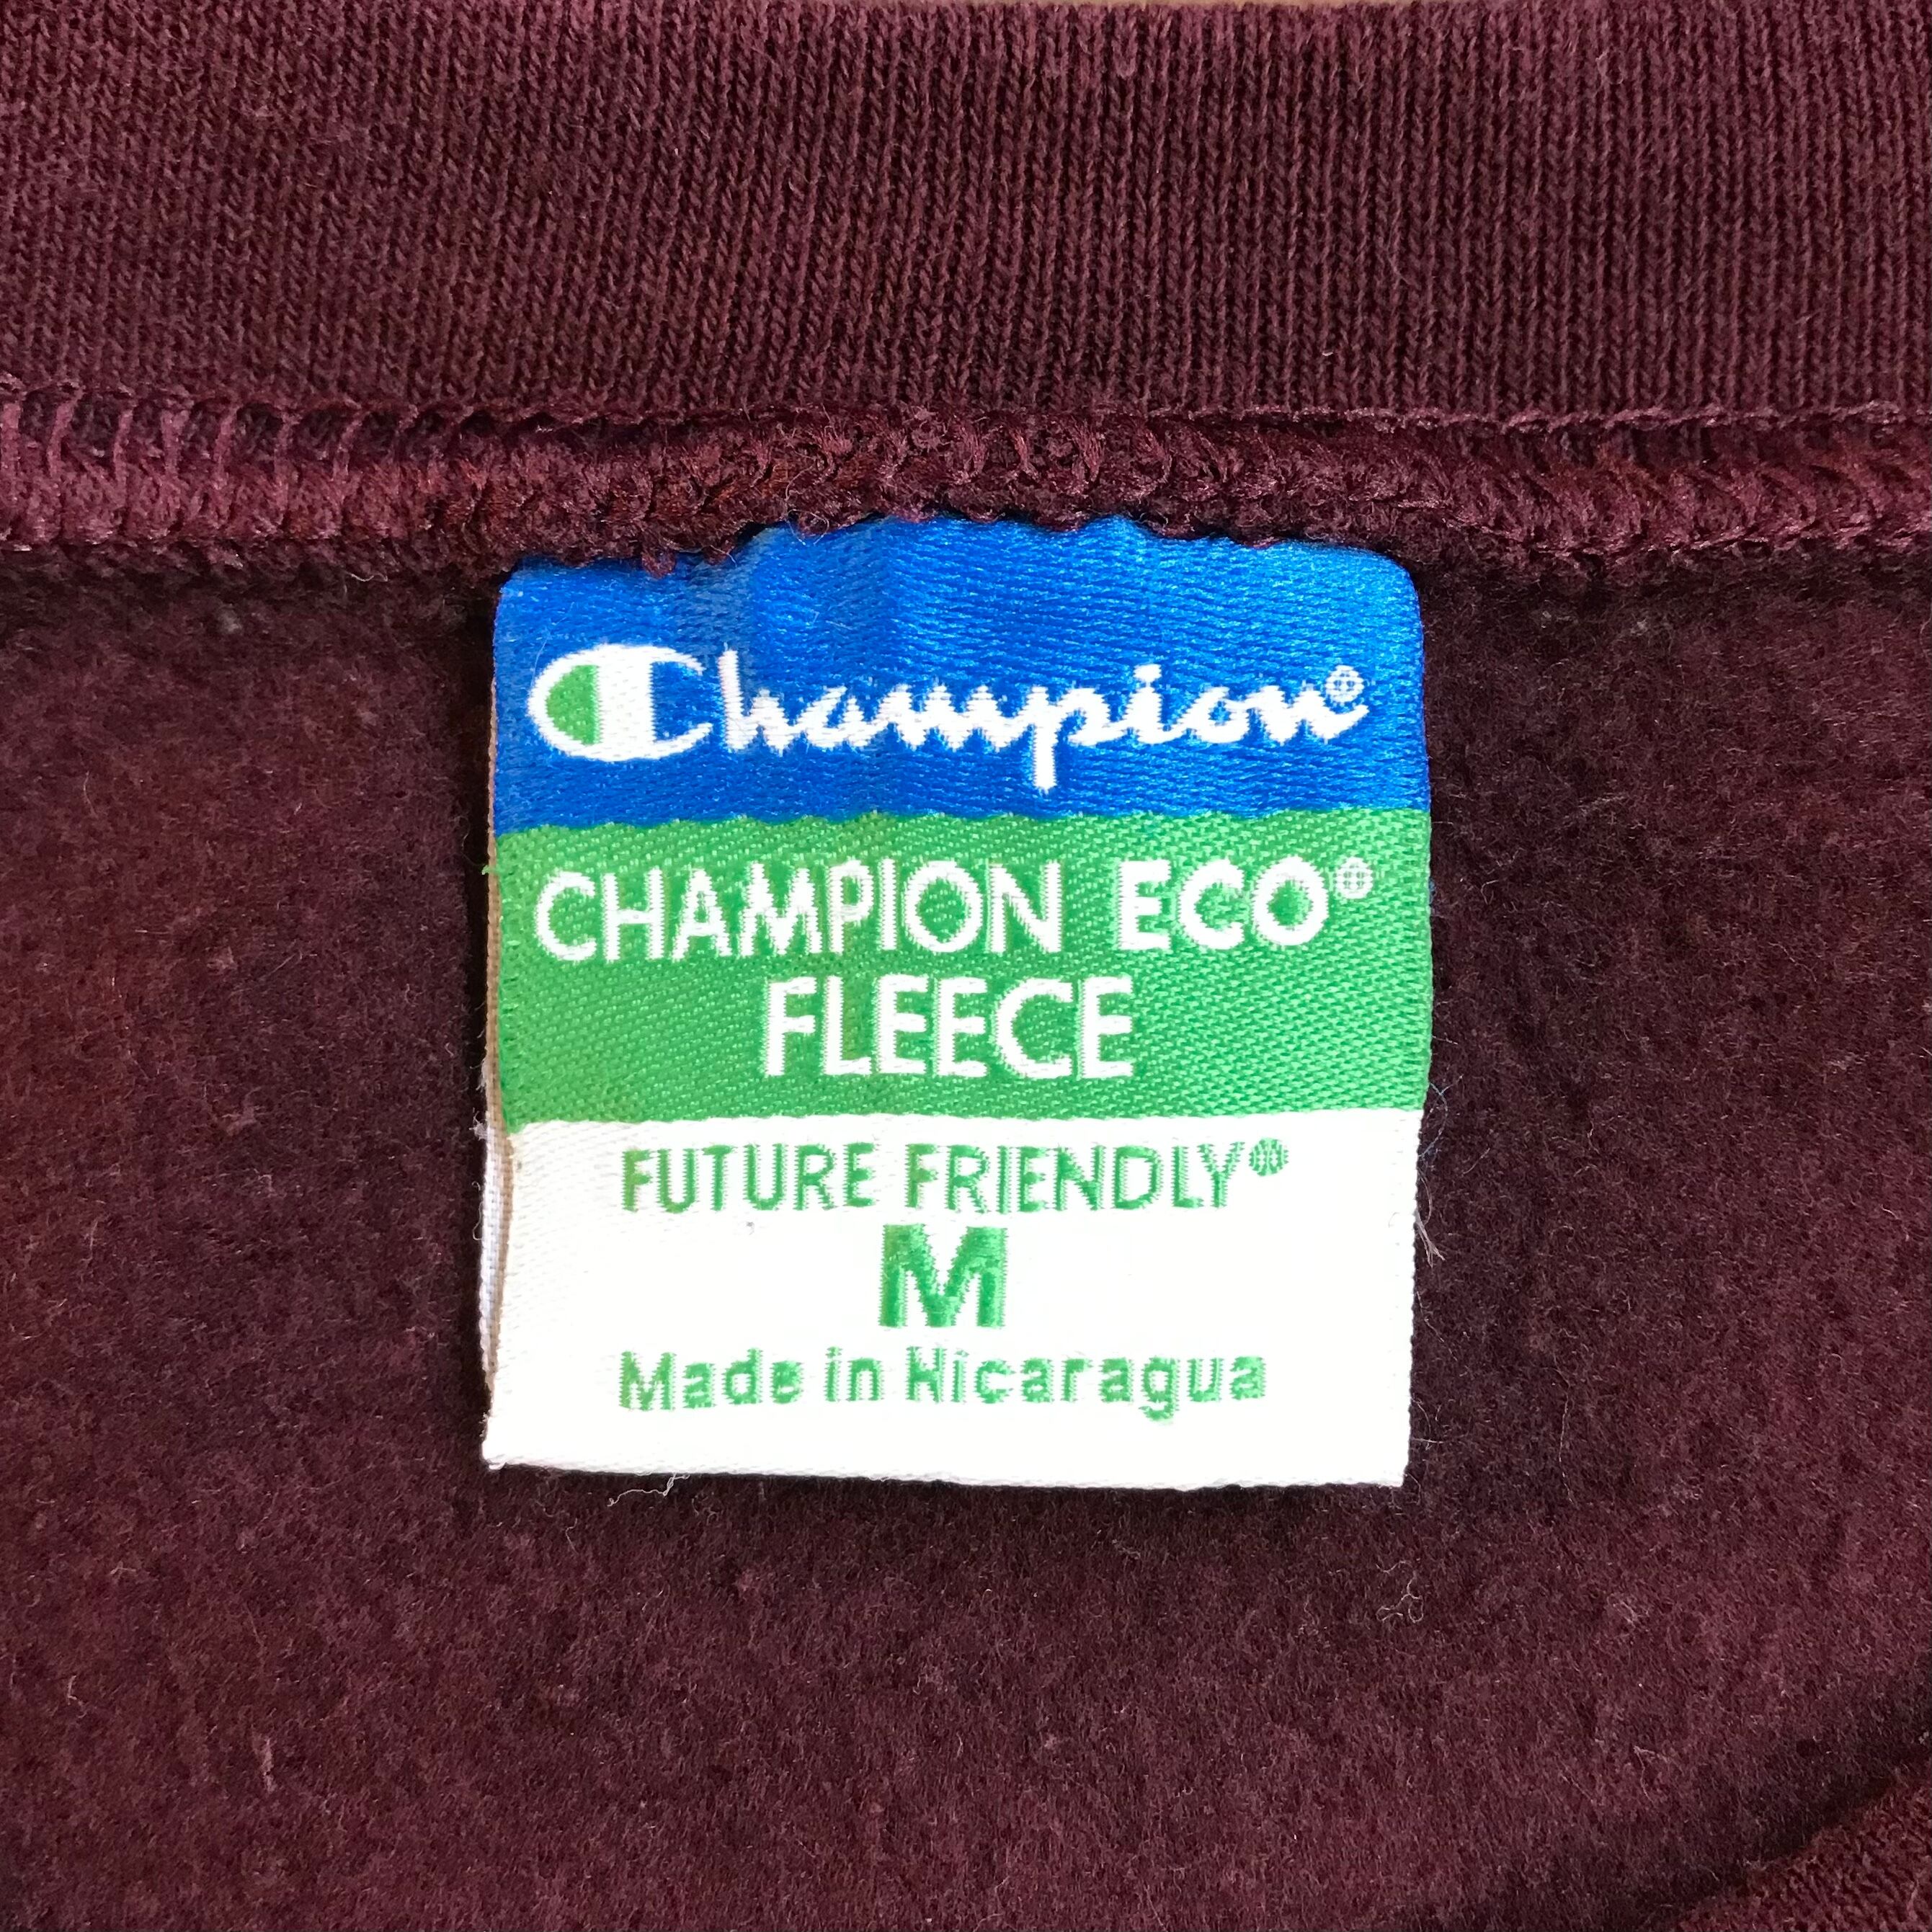 Champion®
CHAMPION ECO®
FLEECE
FUTURE FRIENDLY®
M
Made in Nicaragua